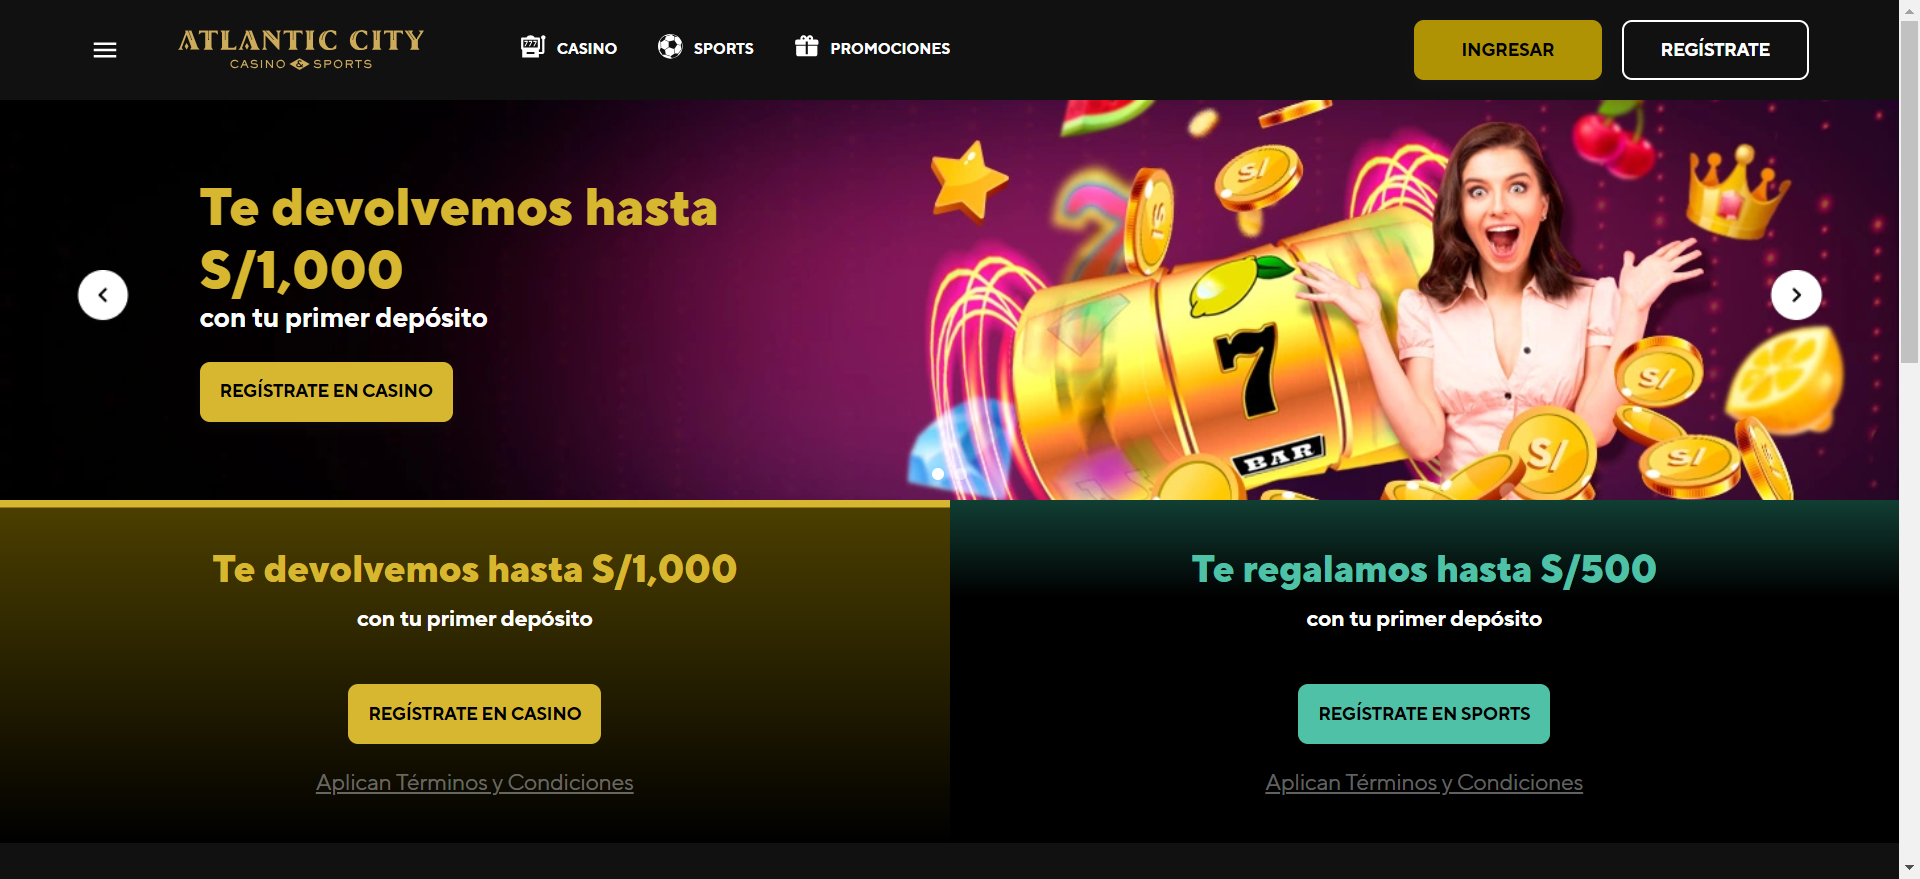 ATLANTIC CITY
CASINO & SPORTS
CASINO
SPORTS
PROMOCIONES
INGRESAR
REGÍSTRATE
Te devolvemos hasta
S/1,000
con tu primer depósito
REGÍSTRATE EN CASINO
S/
S/
7
BAR
S/
S/
S/
Te devolvemos hasta S/1,000
con tu primer depósito
REGÍSTRATE EN CASINO
Aplican Términos y Condiciones
Te regalamos hasta S/500
con tu primer depósito
REGÍSTRATE EN SPORTS
Aplican Términos y Condiciones